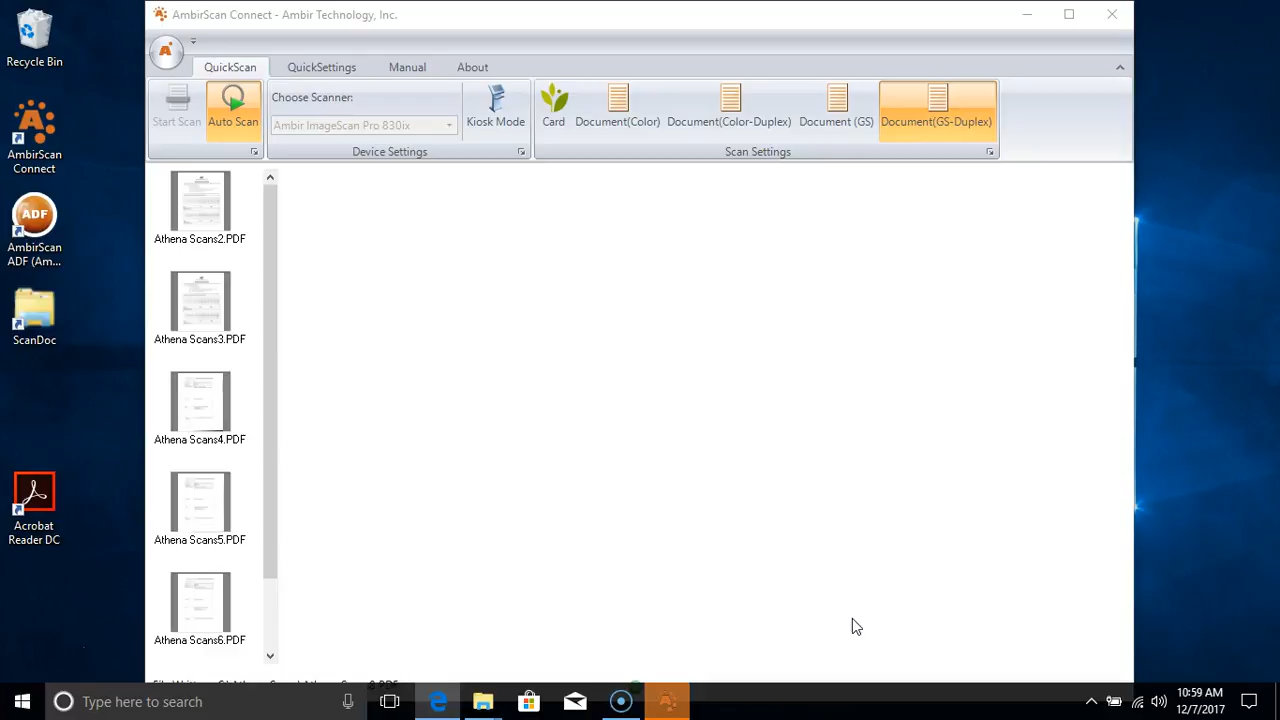 Recycle Bin
AmbirScan
Connect
ADF
AmbirScan
ADF (Am...
ScanDoc
Acrobat
Reader DC
AmbirScan Connect - Ambir Technology, Inc.
QuickScan
QuickSettings
Manual
About
Start Scan
Auto Scan
Choose Scanner:
Ambir ImageScan Pro 830ix
Kiosk Mode
Device Settings
Card
Document(Color)
Document(Color-Duplex)
Document (GS)
Document(GS-Duplex)
Scan Settings
Athena Scans2.PDF
Athena Scans3.PDF
Athena Scans4.PDF
Athena Scans5.PDF
Athena Scans6.PDF
Type here to search
10:59 AM
12/7/2017